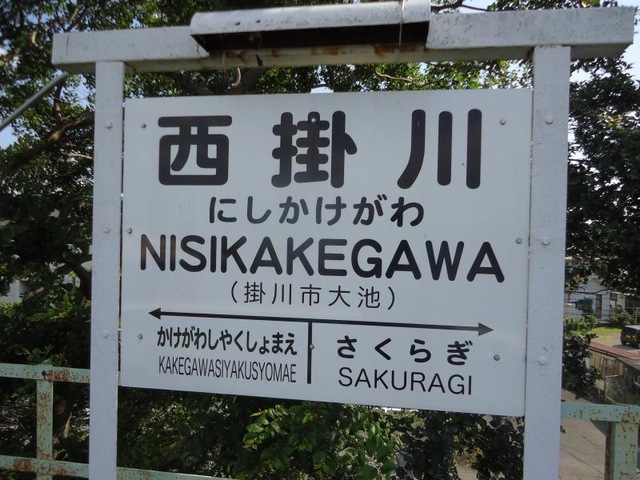 西掛川
にしかけがわ
NISIKAKEGAWA
(掛川市大池)
かけがわしやくしょまえ さくらぎ
KAKEGAWASIYAKUSYOMAE SAKURAGI